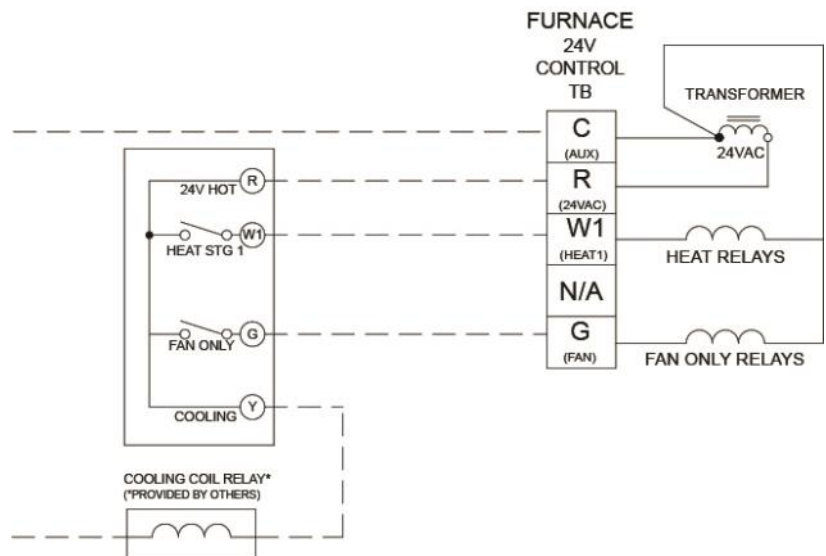 FURNACE
24V
CONTROL
TB
TRANSFORMER
C
(AUX)
24VAC
24V HOT
R
R
(24VAC)
W1
HEAT STG 1
W1
(HEAT1)
HEAT RELAYS
N/A
G
FAN ONLY
G
(FAN)
FAN ONLY RELAYS
COOLING
Y
COOLING COIL RELAY*
(*PROVIDED BY OTHERS)